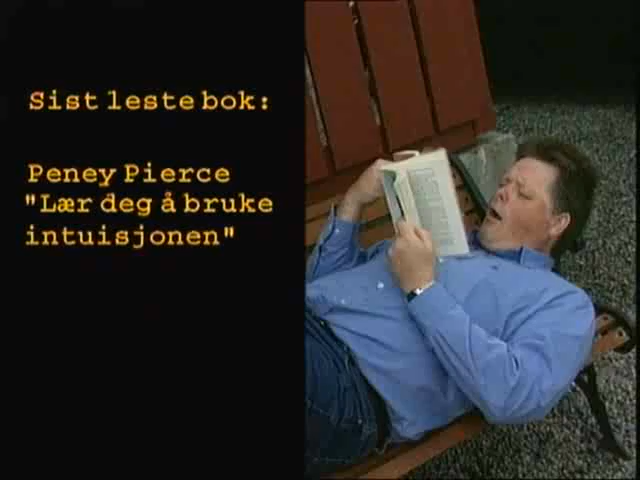 Sist leste bok:
Peney Pierce
"Lær deg å bruke
intuisjonen"